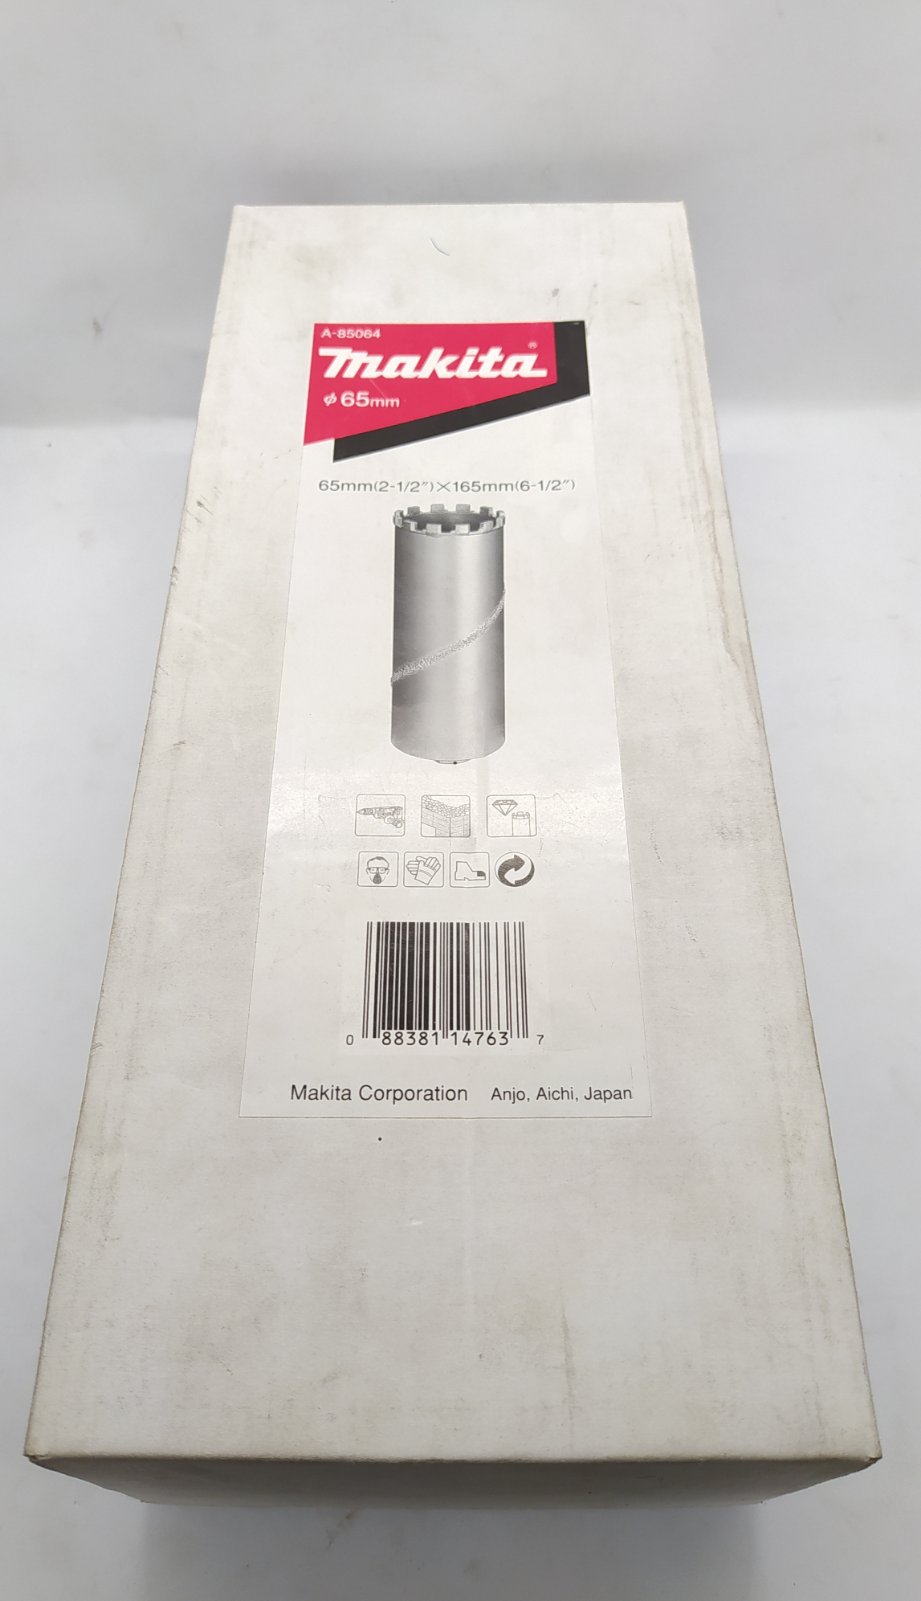 A-85064
makita®
ø65mm
65mm(2-1/2″)×165mm(6-1/2″)
0 88381 14763 7
Makita Corporation Anjo, Aichi, Japan